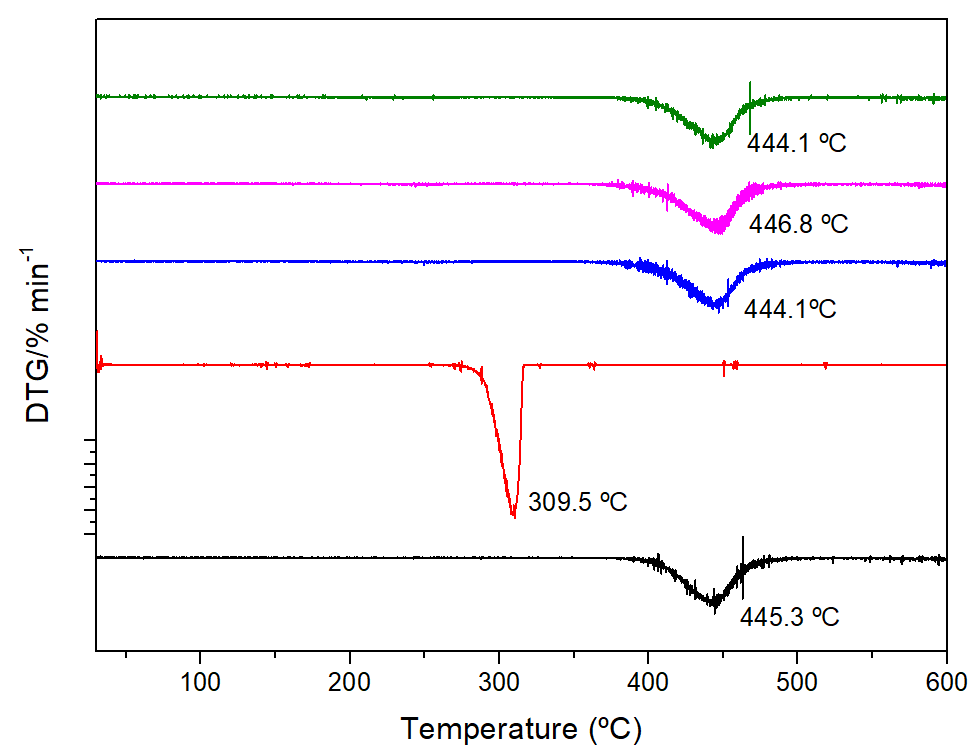 444.1 ºC
446.8 ºC
444.1ºC
DTG/% min⁻¹
309.5 ºC
445.3 ºC
100 200 300 400 500 600
Temperature (ºC)